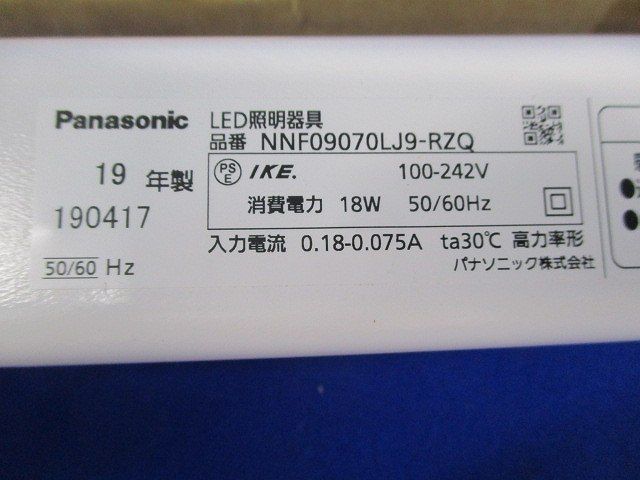 Panasonic
LED照明器具
品番 NNF09070LJ9-RZQ
19 年製
190417
50/60 Hz
PS E IKE. 100-242V
消費電力 18W 50/60Hz
入力電流 0.18-0.075A ta30℃ 高力率形
パナソニック株式会社